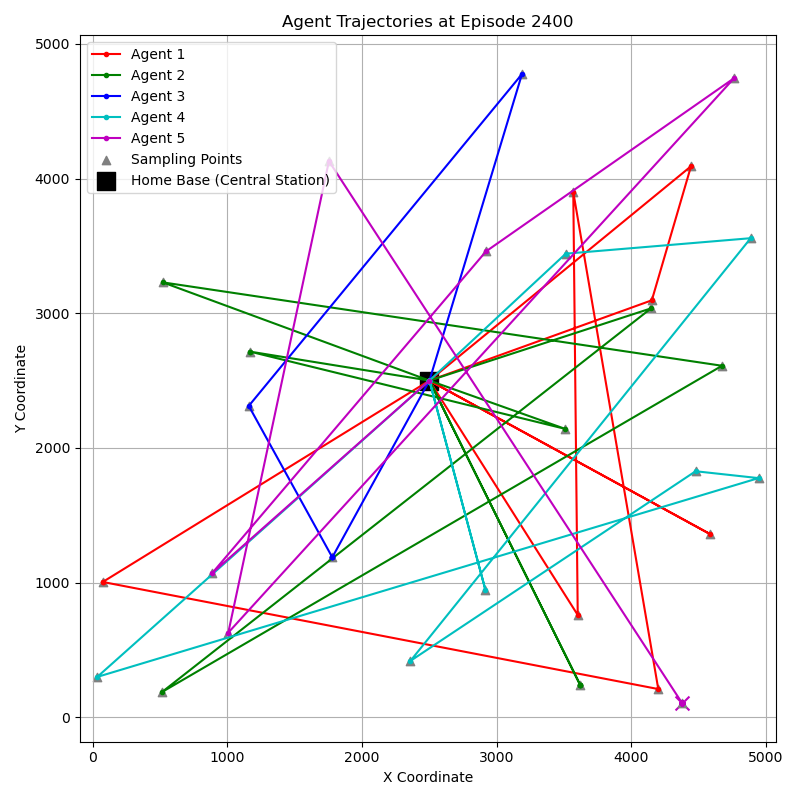 Agent Trajectories at Episode 2400
Agent 1
Agent 2
Agent 3
Agent 4
Agent 5
Sampling Points
Home Base (Central Station)
Y Coordinate
5000
4000
3000
2000
1000
0
0 1000 2000 3000 4000 5000
X Coordinate